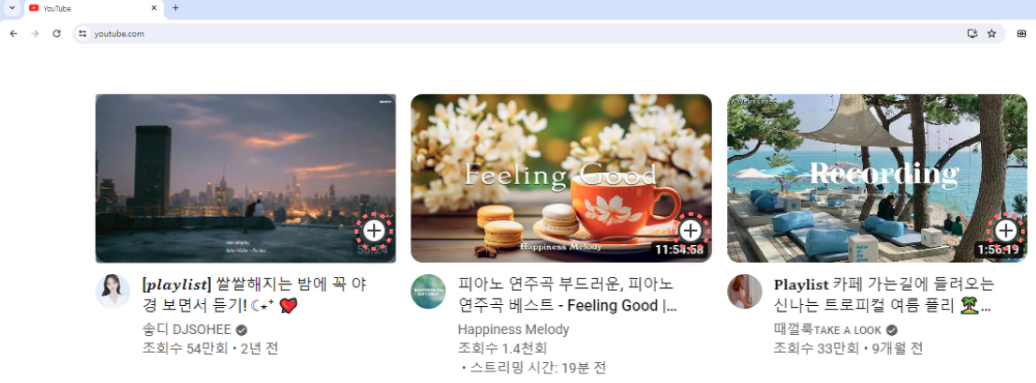 YouTube
youtube.com
Feeling Good
Happiness Melody
11:54:58
Recording
1:56:19
[playlist] 쌀쌀해지는 밤에 꼭 야
경 보면서 듣기! ☾⋆⁺ ❤️
송디 DJSOHEE
조회수 54만회 • 2년 전
피아노 연주곡 부드러운, 피아노
연주곡 베스트 - Feeling Good |...
Happiness Melody
조회수 1.4천회
• 스트리밍 시간: 19분 전
Playlist 카페 가는길에 들려오는
신나는 트로피컬 여름 플리 🏝️...
때껄룩TAKE A LOOK
조회수 33만회 • 9개월 전